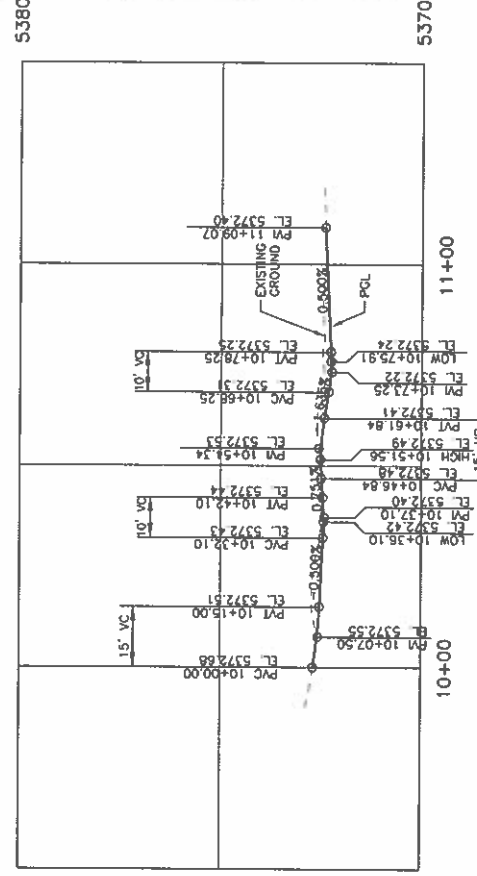 5380
5370
15' VC
PVC 10+00.00
EL. 5372.68
PVI 10+07.50
EL. 5372.55
PVT 10+15.00
EL. 5372.51
-0.500%
10' VC
PVC 10+32.10
EL. 5372.43
LOW 10+36.10
EL. 5372.42
PVI 10+37.10
EL. 5372.40
PVT 10+42.10
EL. 5372.44
PVC 10+46.84
EL. 5372.48
HIGH 10+51.56
EL. 5372.49
PVI 10+54.34
EL. 5372.53
PVT 10+61.84
EL. 5372.41
15' VC
10' VC
PVC 10+68.25
EL. 5372.31
PVI 10+73.25
EL. 5372.22
LOW 10+75.91
EL. 5372.24
PVT 10+78.25
EL. 5372.25
EXISTING
GROUND
PGL
0.500%
PVI 11+09.07
EL. 5372.40
10+00
11+00